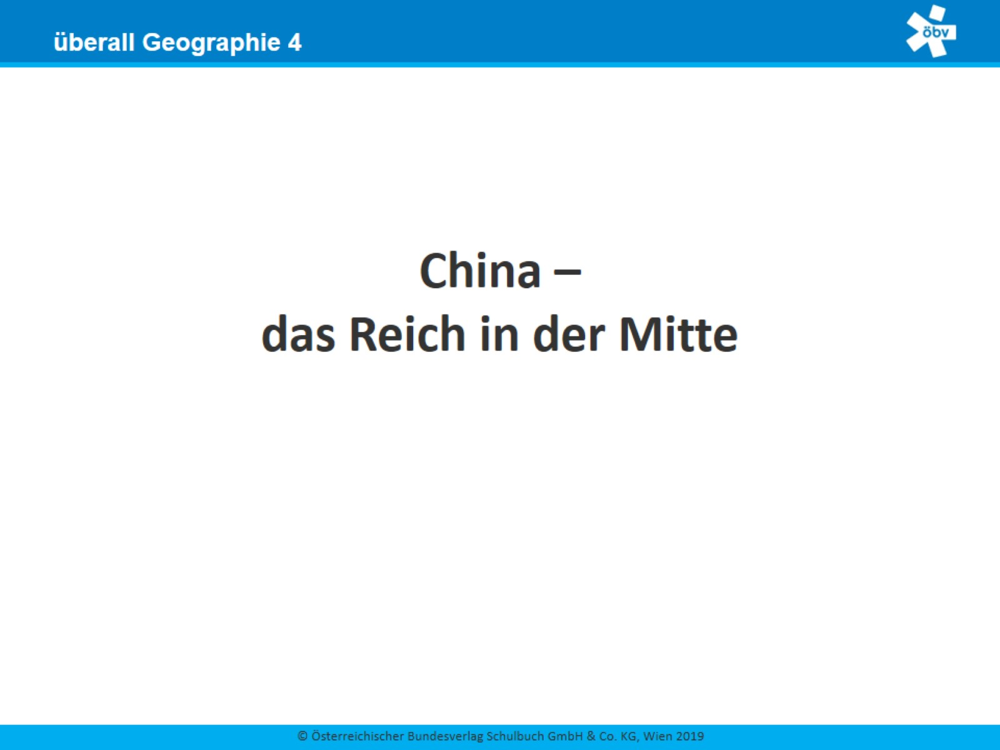 überall Geographie 4
öbv
China –
das Reich in der Mitte
© Österreichischer Bundesverlag Schulbuch GmbH & Co. KG, Wien 2019